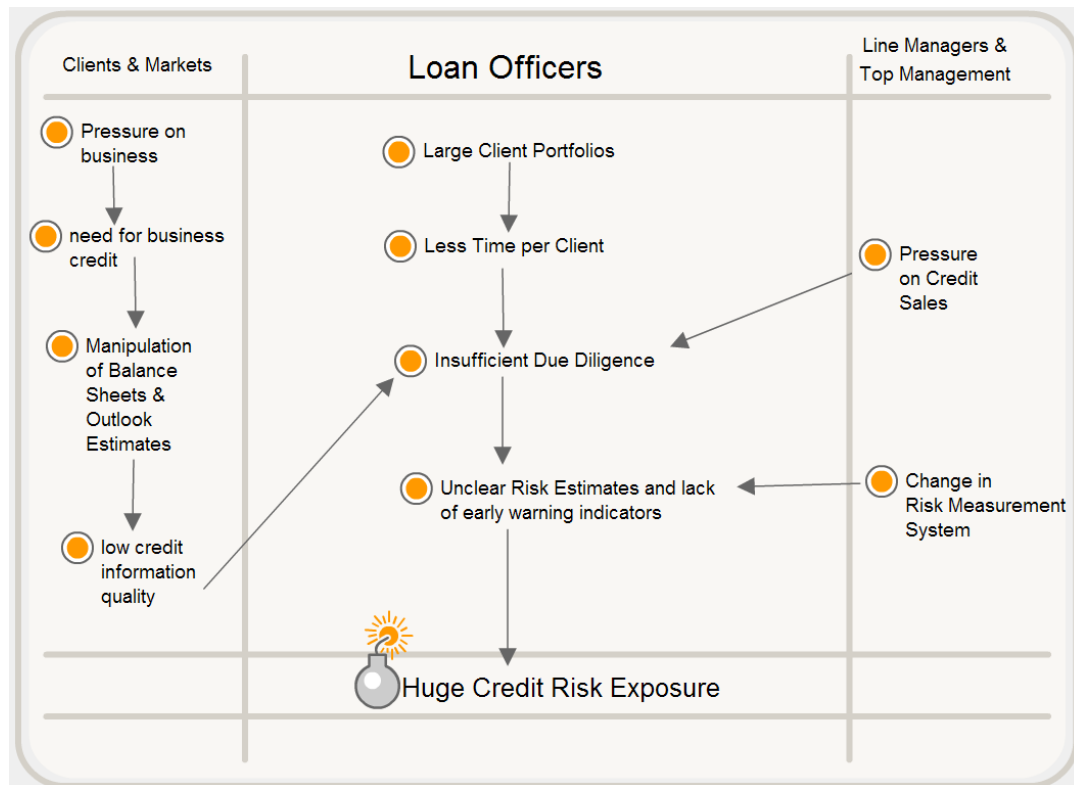 Clients & Markets
Loan Officers
Line Managers &
Top Management
Pressure on
business
need for business
credit
Manipulation
of Balance
Sheets &
Outlook
Estimates
low credit
information
quality
Large Client Portfolios
Less Time per Client
Insufficient Due Diligence
Unclear Risk Estimates and lack
of early warning indicators
Pressure
on Credit
Sales
Change in
Risk Measurement
System
Huge Credit Risk Exposure